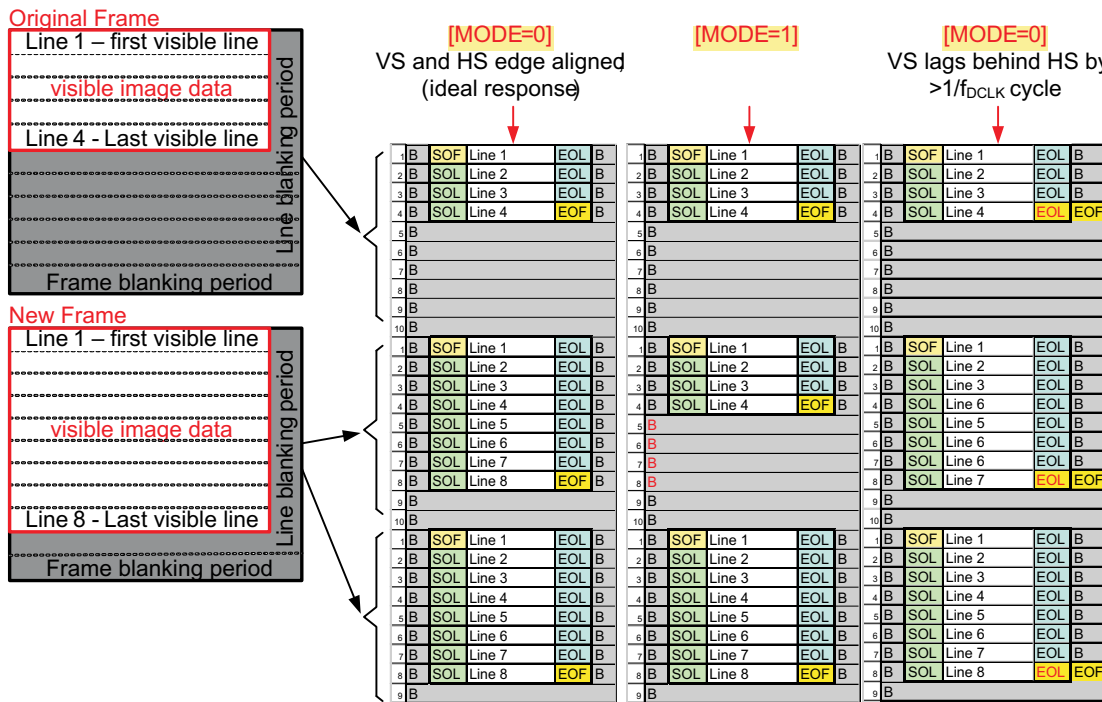 Original Frame
Line 1 – first visible line
visible image data
Line 4 - Last visible line
Line blanking period
Frame blanking period
New Frame
Line 1 – first visible line
visible image data
Line 8 - Last visible line
Line blanking period
Frame blanking period
[MODE=0]
VS and HS edge aligned,
(ideal response)
1 B SOF Line 1 EOL B
2 B SOL Line 2 EOL B
3 B SOL Line 3 EOL B
4 B SOL Line 4 EOF B
5 B
6 B
7 B
8 B
9 B
10 B
1 B SOF Line 1 EOL B
2 B SOL Line 2 EOL B
3 B SOL Line 3 EOL B
4 B SOL Line 4 EOL B
5 B SOL Line 5 EOL B
6 B SOL Line 6 EOL B
7 B SOL Line 7 EOL B
8 B SOL Line 8 EOF B
9 B
10 B
1 B SOF Line 1 EOL B
2 B SOL Line 2 EOL B
3 B SOL Line 3 EOL B
4 B SOL Line 4 EOL B
5 B SOL Line 5 EOL B
6 B SOL Line 6 EOL B
7 B SOL Line 7 EOL B
8 B SOL Line 8 EOF B
9 B
[MODE=1]
1 B SOF Line 1 EOL B
2 B SOL Line 2 EOL B
3 B SOL Line 3 EOL B
4 B SOL Line 4 EOF B
5 B
6 B
7 B
8 B
9 B
10 B
1 B SOF Line 1 EOL B
2 B SOL Line 2 EOL B
3 B SOL Line 3 EOL B
4 B SOL Line 4 EOF B
5 B
6 B
7 B
8 B
9 B
10 B
1 B SOF Line 1 EOL B
2 B SOL Line 2 EOL B
3 B SOL Line 3 EOL B
4 B SOL Line 4 EOL B
5 B SOL Line 5 EOL B
6 B SOL Line 6 EOL B
7 B SOL Line 7 EOL B
8 B SOL Line 8 EOF B
9 B
[MODE=0]
VS lags behind HS by
>1/fDCLK cycle
1 B SOF Line 1 EOL B
2 B SOL Line 2 EOL B
3 B SOL Line 3 EOL B
4 B SOL Line 4 EOL EOF
5 B
6 B
7 B
8 B
9 B
10 B
1 B SOF Line 1 EOL B
2 B SOL Line 2 EOL B
3 B SOL Line 3 EOL B
4 B SOL Line 6 EOL B
5 B SOL Line 5 EOL B
6 B SOL Line 6 EOL B
7 B SOL Line 6 EOL B
8 B SOL Line 7 EOL EOF
9 B
10 B
1 B SOF Line 1 EOL B
2 B SOL Line 2 EOL B
3 B SOL Line 3 EOL B
4 B SOL Line 4 EOL B
5 B SOL Line 5 EOL B
6 B SOL Line 6 EOL B
7 B SOL Line 7 EOL B
8 B SOL Line 8 EOL EOF
9 B